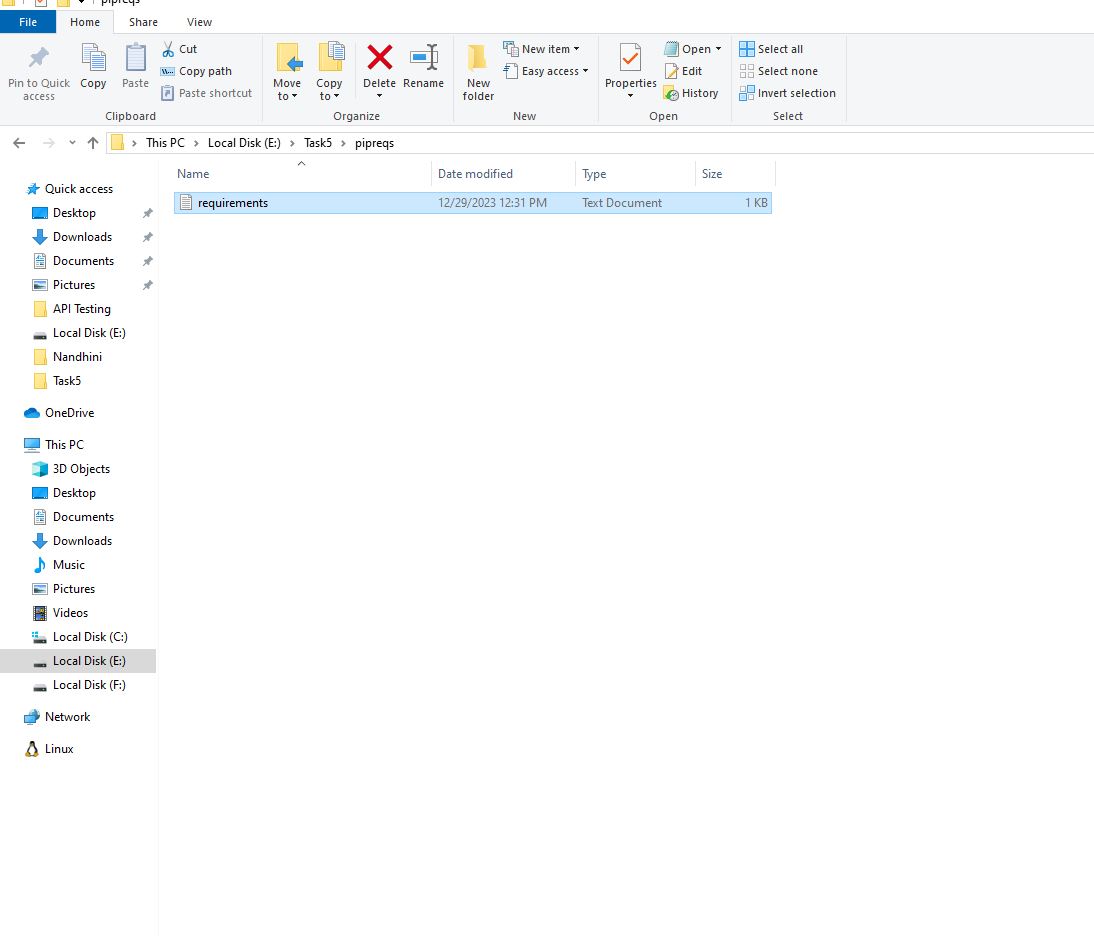 pipreqs
File Home Share View
Pin to Quick access
Copy
Paste
Cut
Copy path
Paste shortcut
Clipboard
Move to
Copy to
Delete
Rename
Organize
New folder
New item
Easy access
New
Properties
Open
Edit
History
Open
Select all
Select none
Invert selection
Select
This PC > Local Disk (E:) > Task5 > pipreqs
Name Date modified Type Size
requirements 12/29/2023 12:31 PM Text Document 1 KB
Quick access
Desktop
Downloads
Documents
Pictures
API Testing
Local Disk (E:)
Nandhini
Task5
OneDrive
This PC
3D Objects
Desktop
Documents
Downloads
Music
Pictures
Videos
Local Disk (C:)
Local Disk (E:)
Local Disk (F:)
Network
Linux